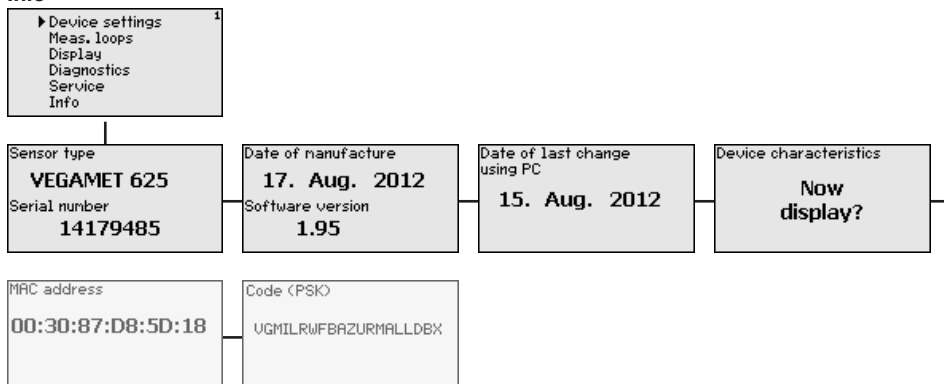 Info
Device settings
1
Meas. loops
Display
Diagnostics
Service
Info
Sensor type
VEGAMET 625
Serial number
14179485
Date of manufacture
17. Aug. 2012
Software version
1.95
Date of last change
using PC
15. Aug. 2012
Device characteristics
Now
display?
MAC address
00:30:87:D8:5D:18
Code (PSK)
VGMILRWFBAZURMALLDBX